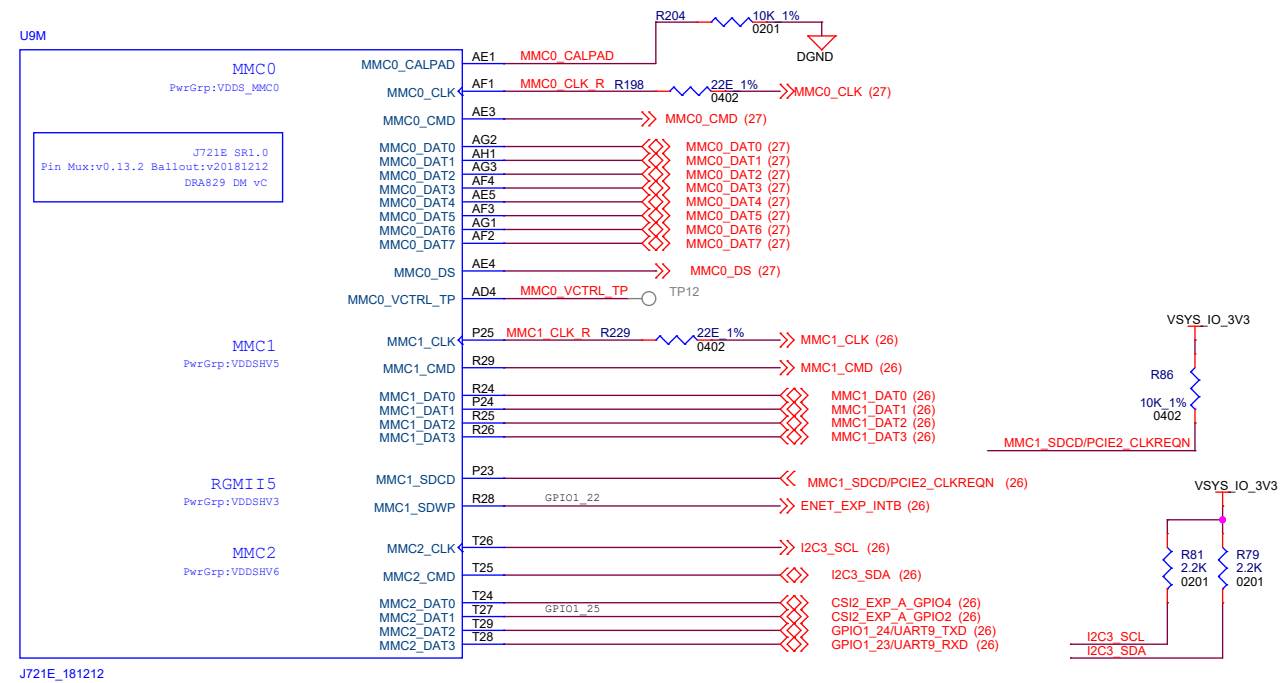 R204 10K_1%
0201
DGND
U9M
MMC0
PwrGrp:VDDS_MMC0
J721E SR1.0
Pin Mux:v0.13.2 Ballout:v20181212
DRA829 DM vC
MMC0_CALPAD AE1 MMC0_CALPAD
MMC0_CLK AF1 MMC0_CLK_R R198 22E_1% MMC0_CLK (27)
0402
MMC0_CMD AE3 MMC0_CMD (27)
MMC0_DAT0 AG2 MMC0_DAT0 (27)
MMC0_DAT1 AH1 MMC0_DAT1 (27)
MMC0_DAT2 AG3 MMC0_DAT2 (27)
MMC0_DAT3 AF4 MMC0_DAT3 (27)
MMC0_DAT4 AE5 MMC0_DAT4 (27)
MMC0_DAT5 AF3 MMC0_DAT5 (27)
MMC0_DAT6 AG1 MMC0_DAT6 (27)
MMC0_DAT7 AF2 MMC0_DAT7 (27)
MMC0_DS AE4 MMC0_DS (27)
MMC0_VCTRL_TP AD4 MMC0_VCTRL_TP TP12
MMC1
PwrGrp:VDDSHV5
MMC1_CLK P25 MMC1_CLK_R R229 22E_1% MMC1_CLK (26)
0402
MMC1_CMD R29 MMC1_CMD (26)
MMC1_DAT0 R24 MMC1_DAT0 (26)
MMC1_DAT1 P24 MMC1_DAT1 (26)
MMC1_DAT2 R25 MMC1_DAT2 (26)
MMC1_DAT3 R26 MMC1_DAT3 (26)
RGMII5
PwrGrp:VDDSHV3
MMC1_SDCD P23 MMC1_SDCD/PCIE2_CLKREQN (26)
MMC1_SDWP R28 GPIO1_22 ENET_EXP_INTB (26)
MMC2
PwrGrp:VDDSHV6
MMC2_CLK T26 I2C3_SCL (26)
MMC2_CMD T25 I2C3_SDA (26)
MMC2_DAT0 T24 CSI2_EXP_A_GPIO4 (26)
MMC2_DAT1 T27 GPIO1_25 CSI2_EXP_A_GPIO2 (26)
MMC2_DAT2 T29 GPIO1_24/UART9_TXD (26)
MMC2_DAT3 T28 GPIO1_23/UART9_RXD (26)
J721E_181212
VSYS_IO_3V3
R86
10K_1%
0402
MMC1_SDCD/PCIE2_CLKREQN
VSYS_IO_3V3
R81 R79
2.2K 2.2K
0201 0201
I2C3_SCL
I2C3_SDA